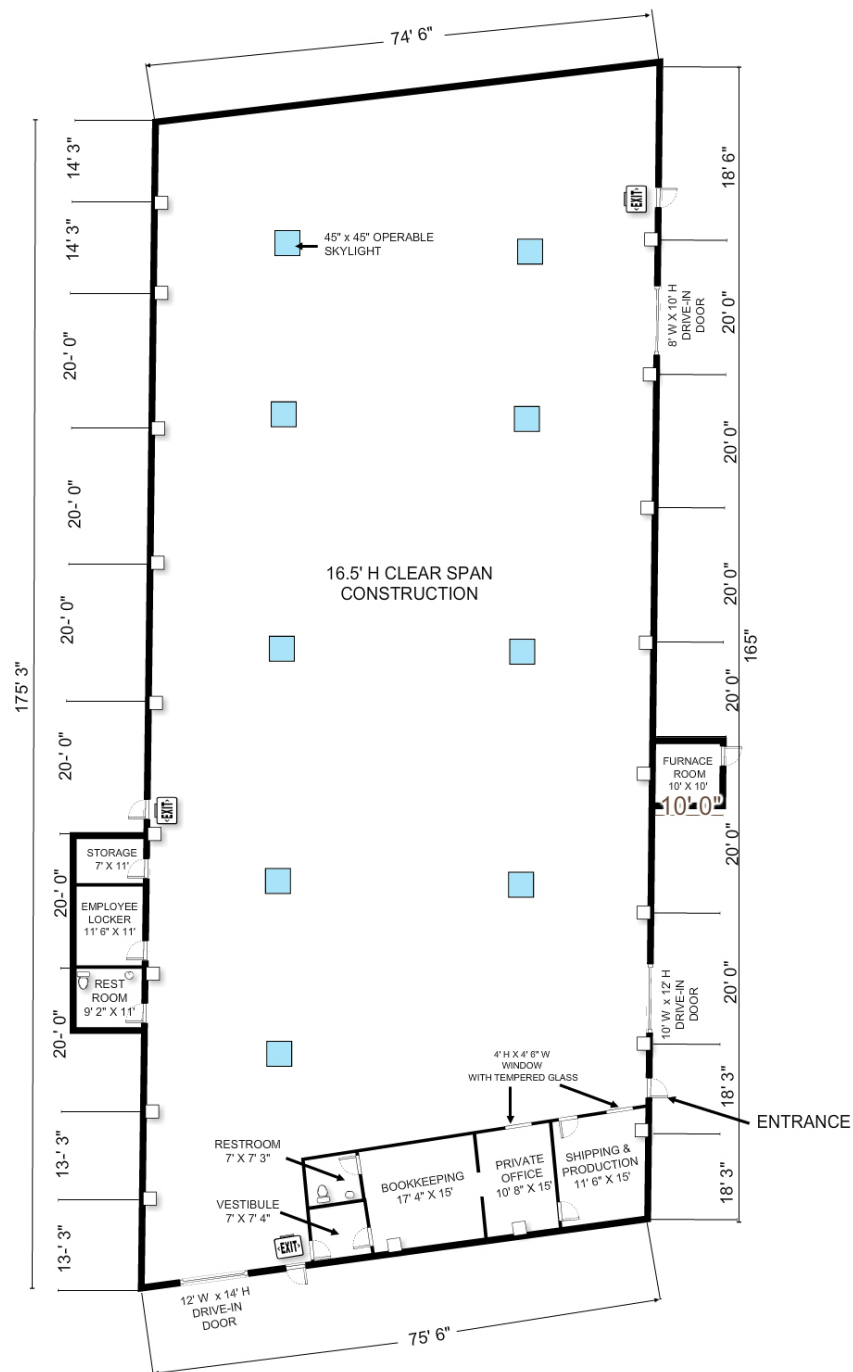 74' 6"
14' 3"
18' 6"
EXIT
14' 3"
45" x 45" OPERABLE
SKYLIGHT
8' W X 10' H
DRIVE-IN
DOOR
20' 0"
20-' 0"
20' 0"
20-' 0"
16.5' H CLEAR SPAN
CONSTRUCTION
20' 0"
20-' 0"
165"
175' 3"
20' 0"
20-' 0"
FURNACE
ROOM
10' X 10'
10' 0"
EXIT
20' 0"
STORAGE
7' X 11'
20-' 0"
EMPLOYEE
LOCKER
11' 6" X 11'
REST
ROOM
9' 2" X 11'
10' W x 12' H
DRIVE-IN
DOOR
20' 0"
20-' 0"
4' H X 4' 6" W
WINDOW
WITH TEMPERED GLASS
18' 3"
ENTRANCE
13-' 3"
RESTROOM
7' X 7' 3"
BOOKKEEPING
17' 4" X 15'
PRIVATE
OFFICE
10' 8" X 15'
SHIPPING &
PRODUCTION
11' 6" X 15'
18' 3"
VESTIBULE
7' X 7' 4"
13-' 3"
EXIT
12' W x 14' H
DRIVE-IN
DOOR
75' 6"